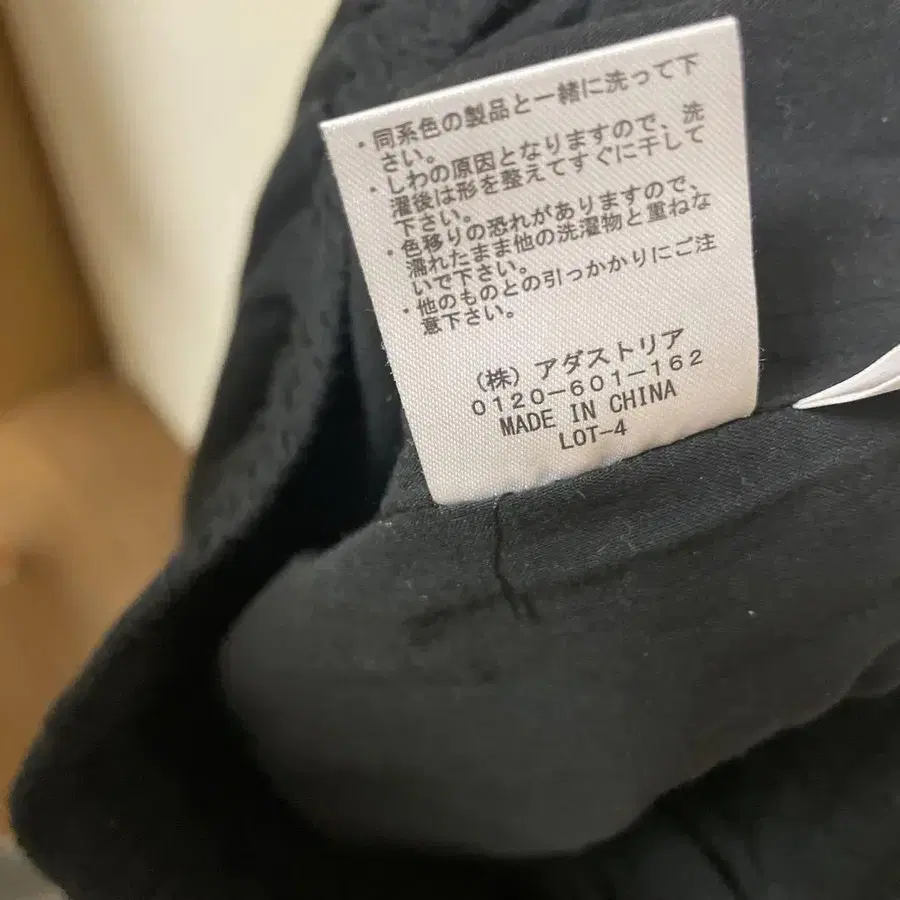 ・同系色の製品と一緒に洗って下
さい。
・しわの原因となりますので、洗
濯後は形を整えてすぐに干して
下さい。
・色移りの恐れがありますので、
濡れたまま他の洗濯物と重ねな
いで下さい。
・他のものとの引っかかりにご注
意下さい。
（株）アダストリア
0120-601-162
MADE IN CHINA
LOT-4